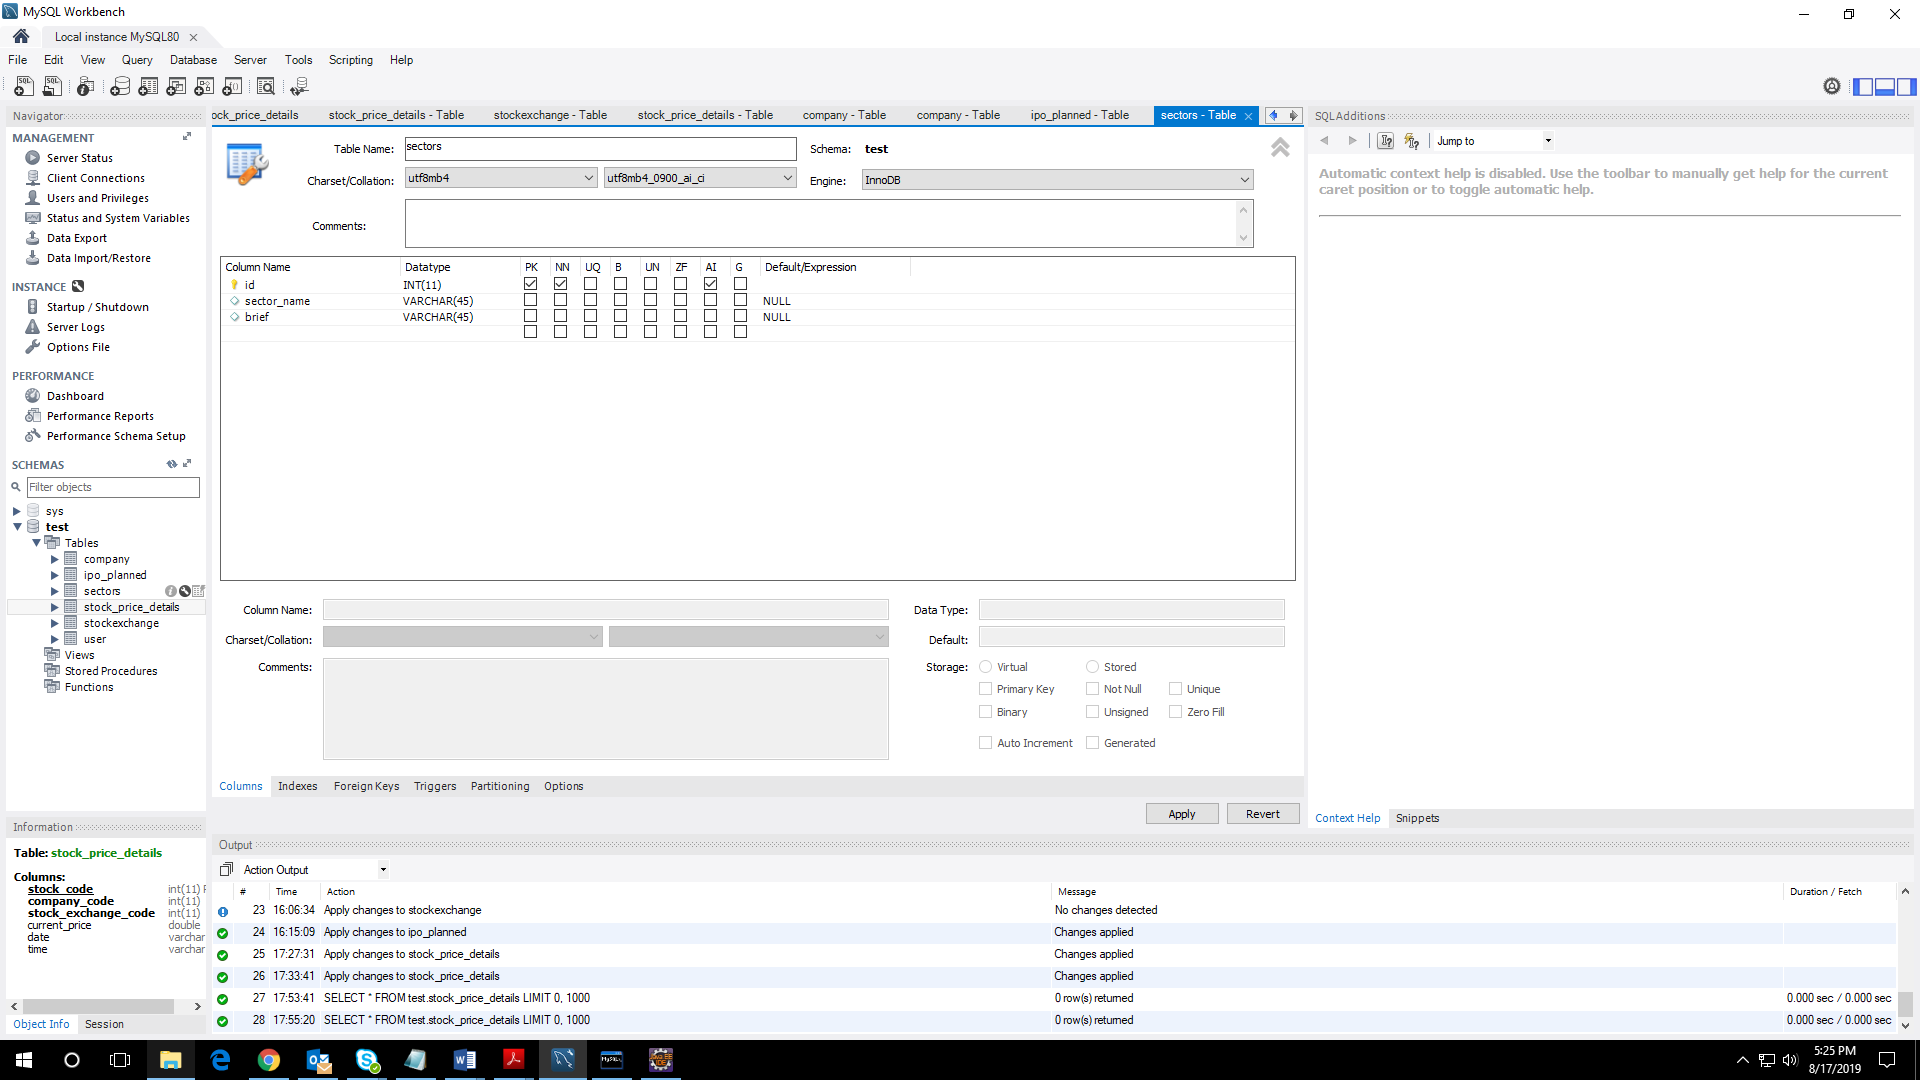 MySQL Workbench
Local instance MySQL80
File Edit View Query Database Server Tools Scripting Help
Navigator
MANAGEMENT
Server Status
Client Connections
Users and Privileges
Status and System Variables
Data Export
Data Import/Restore
INSTANCE
Startup / Shutdown
Server Logs
Options File
PERFORMANCE
Dashboard
Performance Reports
Performance Schema Setup
SCHEMAS
Filter objects
sys
test
Tables
company
ipo_planned
sectors
stock_price_details
stockexchange
user
Views
Stored Procedures
Functions
Information
Table: stock_price_details
Columns:
stock_code int(11) P
company_code int(11)
stock_exchange_code int(11)
current_price double
date varchar
time varchar
Object Info Session
ock_price_details stock_price_details - Table stockexchange - Table stock_price_details - Table company - Table company - Table ipo_planned - Table sectors - Table
Table Name: sectors Schema: test
Charset/Collation: utf8mb4 utf8mb4_0900_ai_ci Engine: InnoDB
Comments:
Column Name Datatype PK NN UQ B UN ZF AI G Default/Expression
id INT(11)
sector_name VARCHAR(45) NULL
brief VARCHAR(45) NULL
Column Name: Data Type:
Charset/Collation: Default:
Comments: Storage: Virtual Stored
Primary Key Not Null Unique
Binary Unsigned Zero Fill
Auto Increment Generated
Columns Indexes Foreign Keys Triggers Partitioning Options
Apply Revert
SQLAdditions
Jump to
Automatic context help is disabled. Use the toolbar to manually get help for the current
caret position or to toggle automatic help.
Context Help Snippets
Output
Action Output
# Time Action Message Duration / Fetch
23 16:06:34 Apply changes to stockexchange No changes detected
24 16:15:09 Apply changes to ipo_planned Changes applied
25 17:27:31 Apply changes to stock_price_details Changes applied
26 17:33:41 Apply changes to stock_price_details Changes applied
27 17:53:41 SELECT * FROM test.stock_price_details LIMIT 0, 1000 0 row(s) returned 0.000 sec / 0.000 sec
28 17:55:20 SELECT * FROM test.stock_price_details LIMIT 0, 1000 0 row(s) returned 0.000 sec / 0.000 sec
5:25 PM
8/17/2019